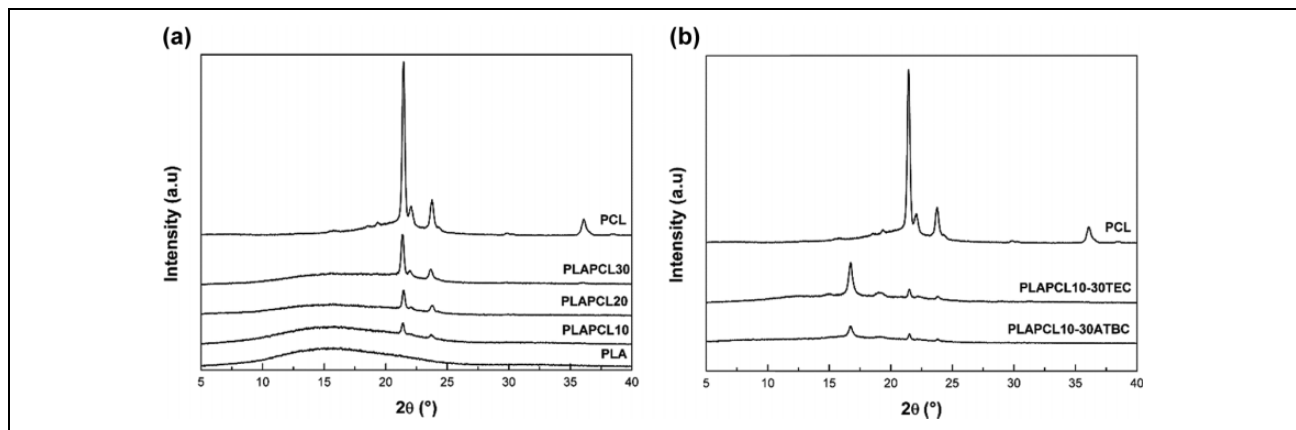 (a)
Intensity (a.u)
PCL
PLAPCL30
PLAPCL20
PLAPCL10
PLA
5 10 15 20 25 30 35 40
2θ (°)
(b)
Intensity (a.u)
PCL
PLAPCL10-30TEC
PLAPCL10-30ATBC
5 10 15 20 25 30 35 40
2θ (°)